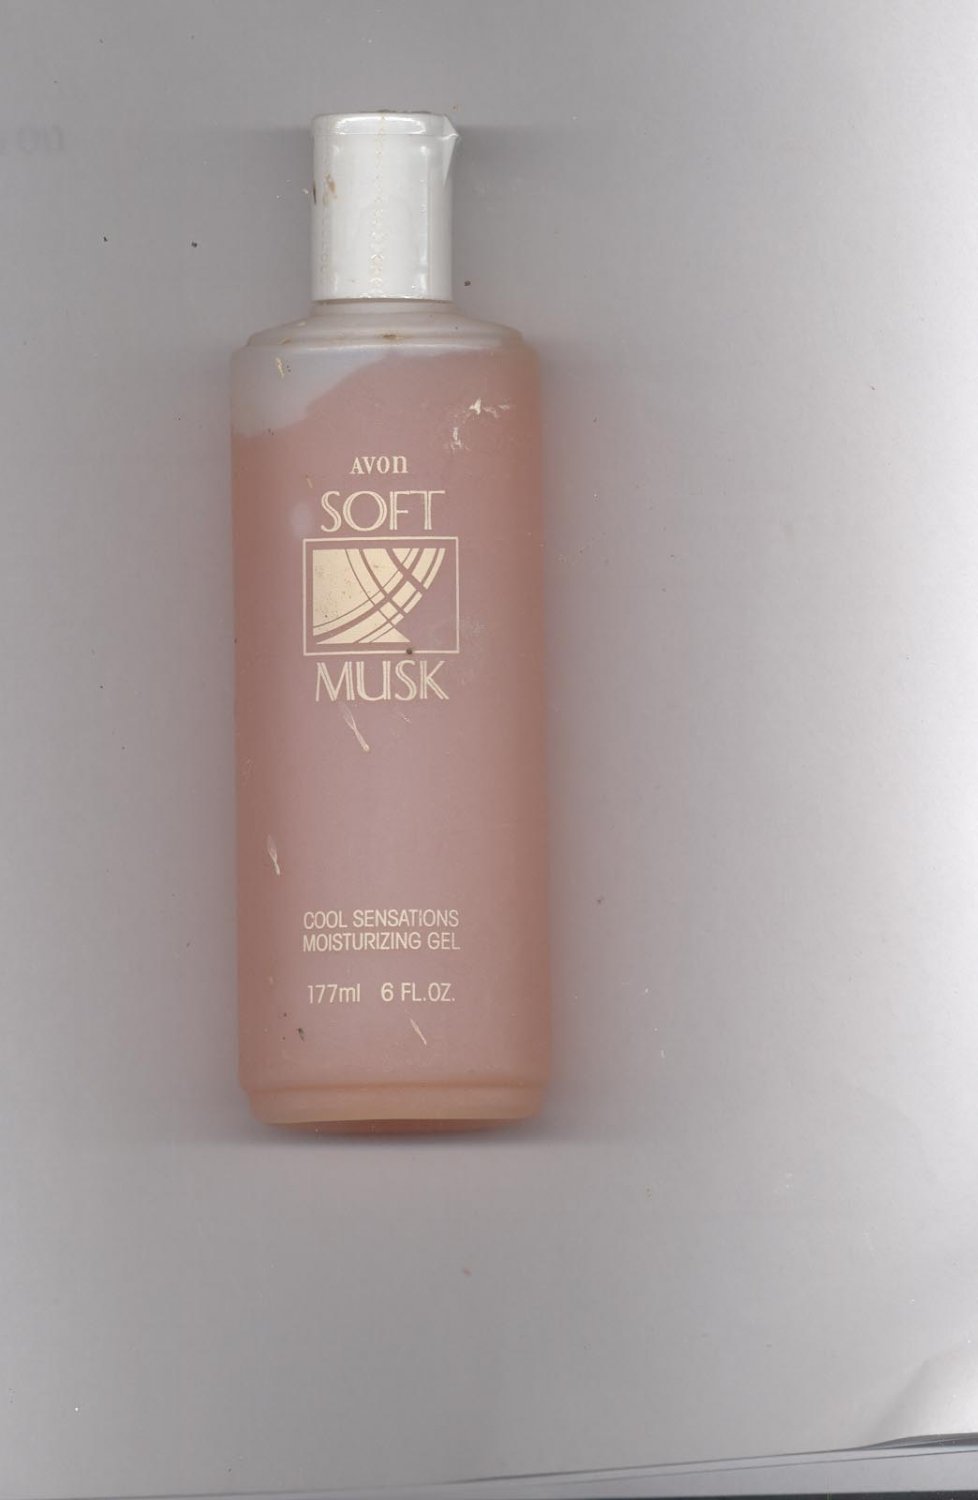 AVON
SOFT
MUSK
COOL SENSATIONS
MOISTURIZING GEL
177ml 6 FL.OZ.